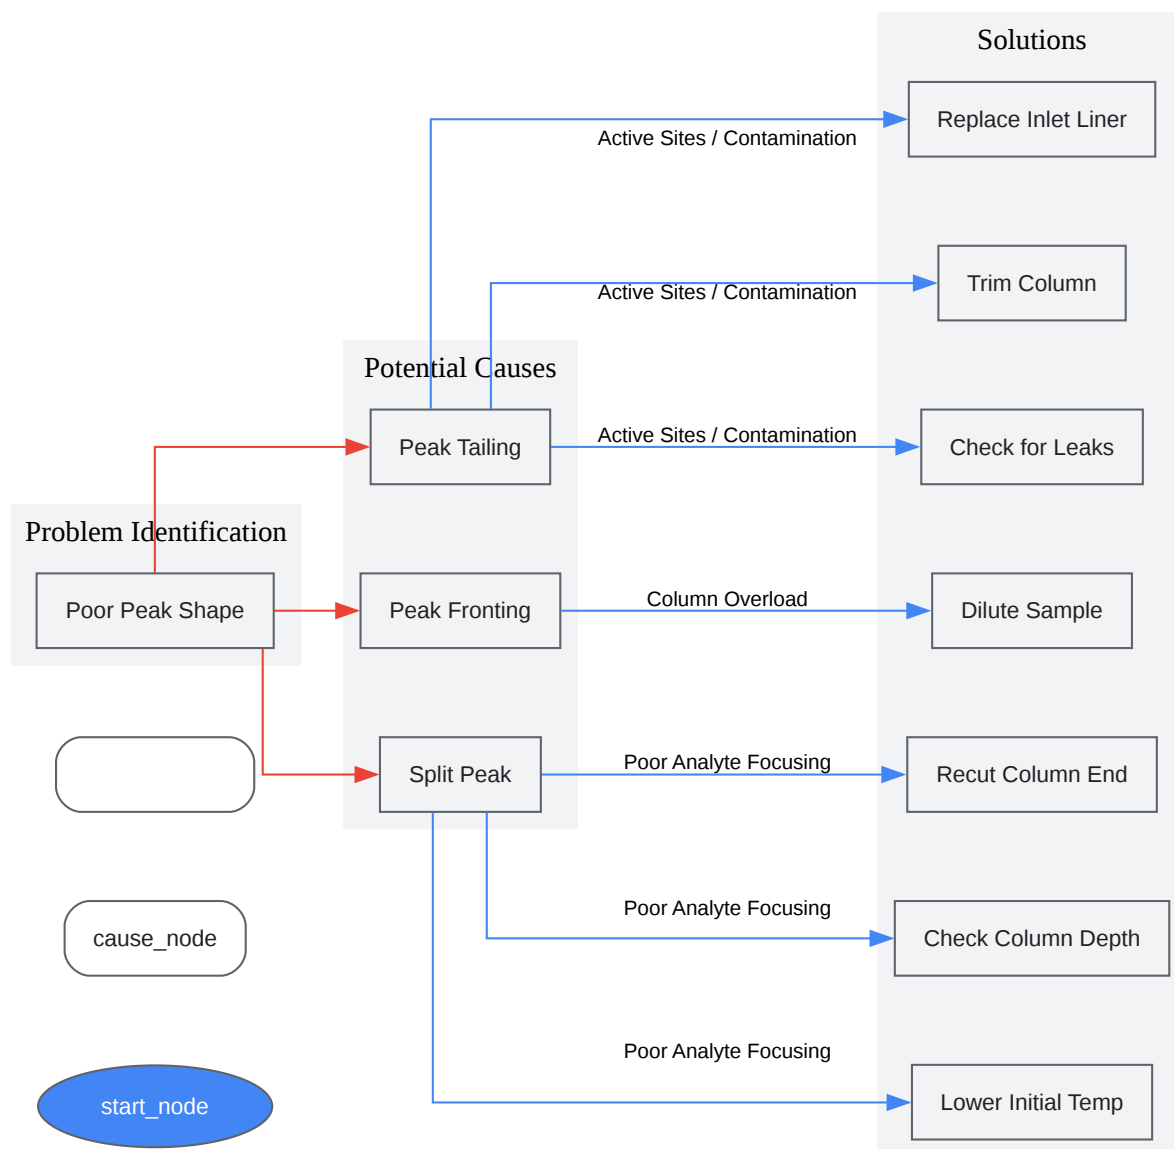 Solutions
Replace Inlet Liner
Active Sites / Contamination
Trim Column
Active Sites / Contamination
Potential Causes
Peak Tailing
Active Sites / Contamination
Check for Leaks
Problem Identification
Poor Peak Shape
Peak Fronting
Column Overload
Dilute Sample
Split Peak
Poor Analyte Focusing
Recut Column End
cause_node
Poor Analyte Focusing
Check Column Depth
start_node
Poor Analyte Focusing
Lower Initial Temp